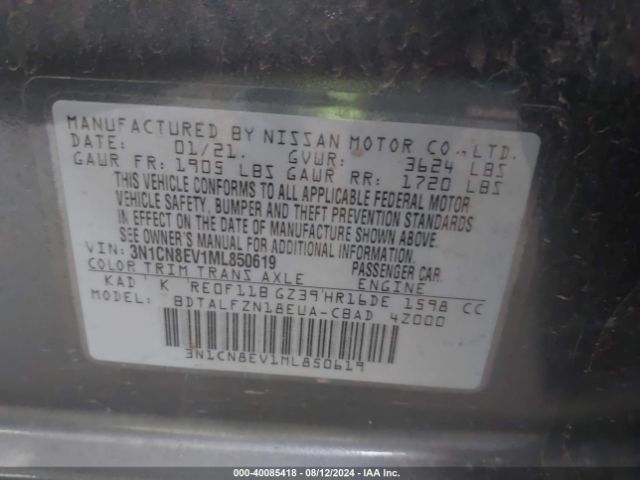 MANUFACTURED BY NISSAN MOTOR CO., LTD.
DATE: 01/21. GVWR: 3624 LBS
GAWR FR: 1905 LBS GAWR RR: 1720 LBS
THIS VEHICLE CONFORMS TO ALL APPLICABLE FEDERAL MOTOR
VEHICLE SAFETY, BUMPER AND THEFT PREVENTION STANDARDS
IN EFFECT ON THE DATE OF MANUFACTURE SHOWN ABOVE.
SEE OWNER'S MANUAL FOR ADDITIONAL INFORMATION.
VIN: 3N1CN8EV1ML850619 PASSENGER CAR.
COLOR TRIM TRANS AXLE ENGINE
KAD K RE0F11B GZ39 HR16DE 1598 CC
MODEL: BDTALFZN18EUA-CBAD 4Z000
3N1CN8EV1ML850619
000-40085418 - 08/12/2024 - IAA Inc.